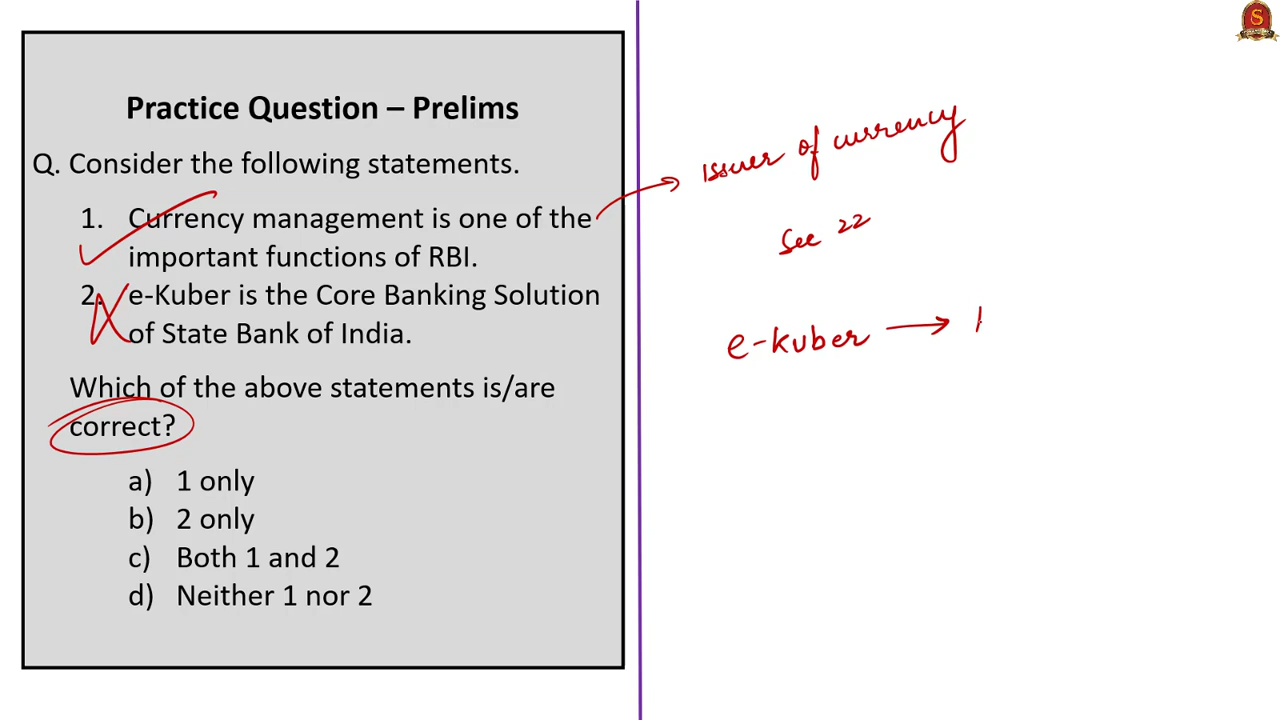 Practice Question – Prelims
Q. Consider the following statements.
1. Currency management is one of the
important functions of RBI.
2. e-Kuber is the Core Banking Solution
of State Bank of India.
Which of the above statements is/are
correct?
a) 1 only
b) 2 only
c) Both 1 and 2
d) Neither 1 nor 2
issuer of currency
Sec 22
e-kuber